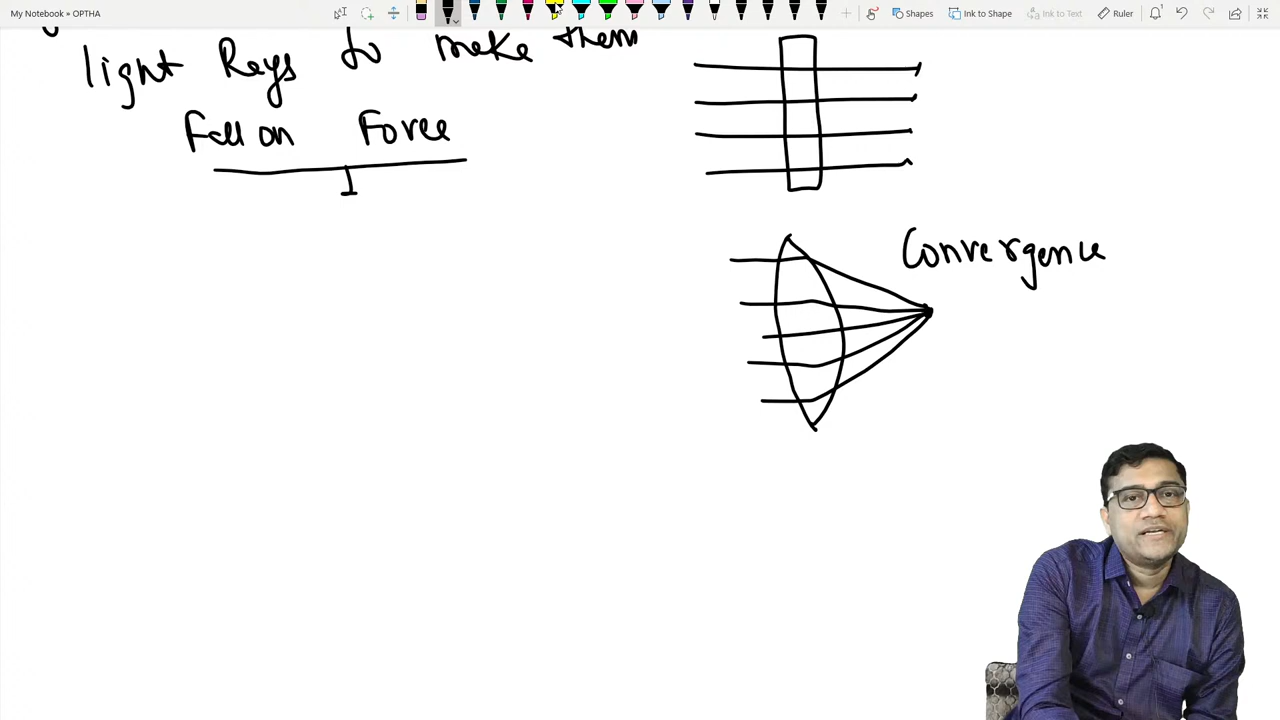 My Notebook » OPTHA
Shapes
Ink to Shape
Ink to Text
Ruler
light Rays to make them
Fall on Fovea
Convergence